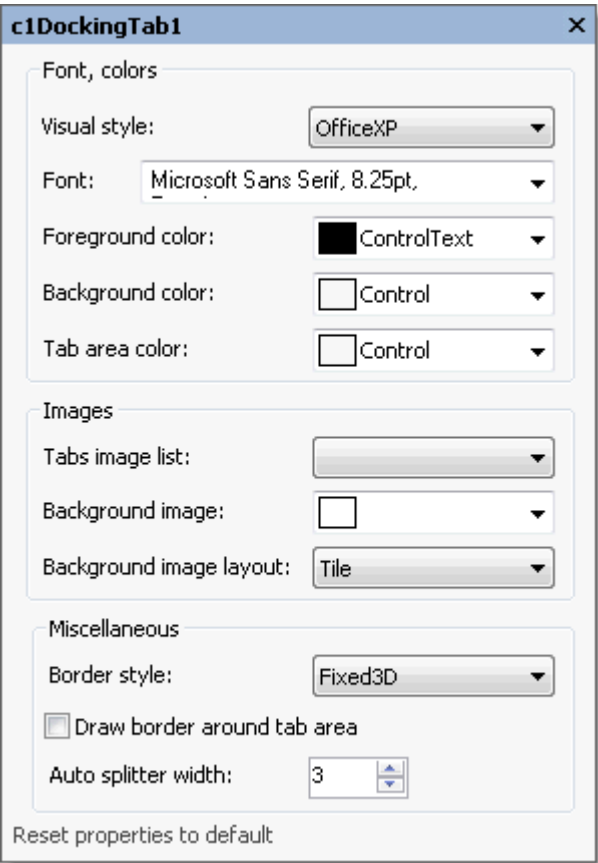 c1DockingTab1
Font, colors
Visual style: OfficeXP
Font: Microsoft Sans Serif, 8.25pt,
Foreground color: ControlText
Background color: Control
Tab area color: Control
Images
Tabs image list:
Background image:
Background image layout: Tile
Miscellaneous
Border style: Fixed3D
Draw border around tab area
Auto splitter width: 3
Reset properties to default